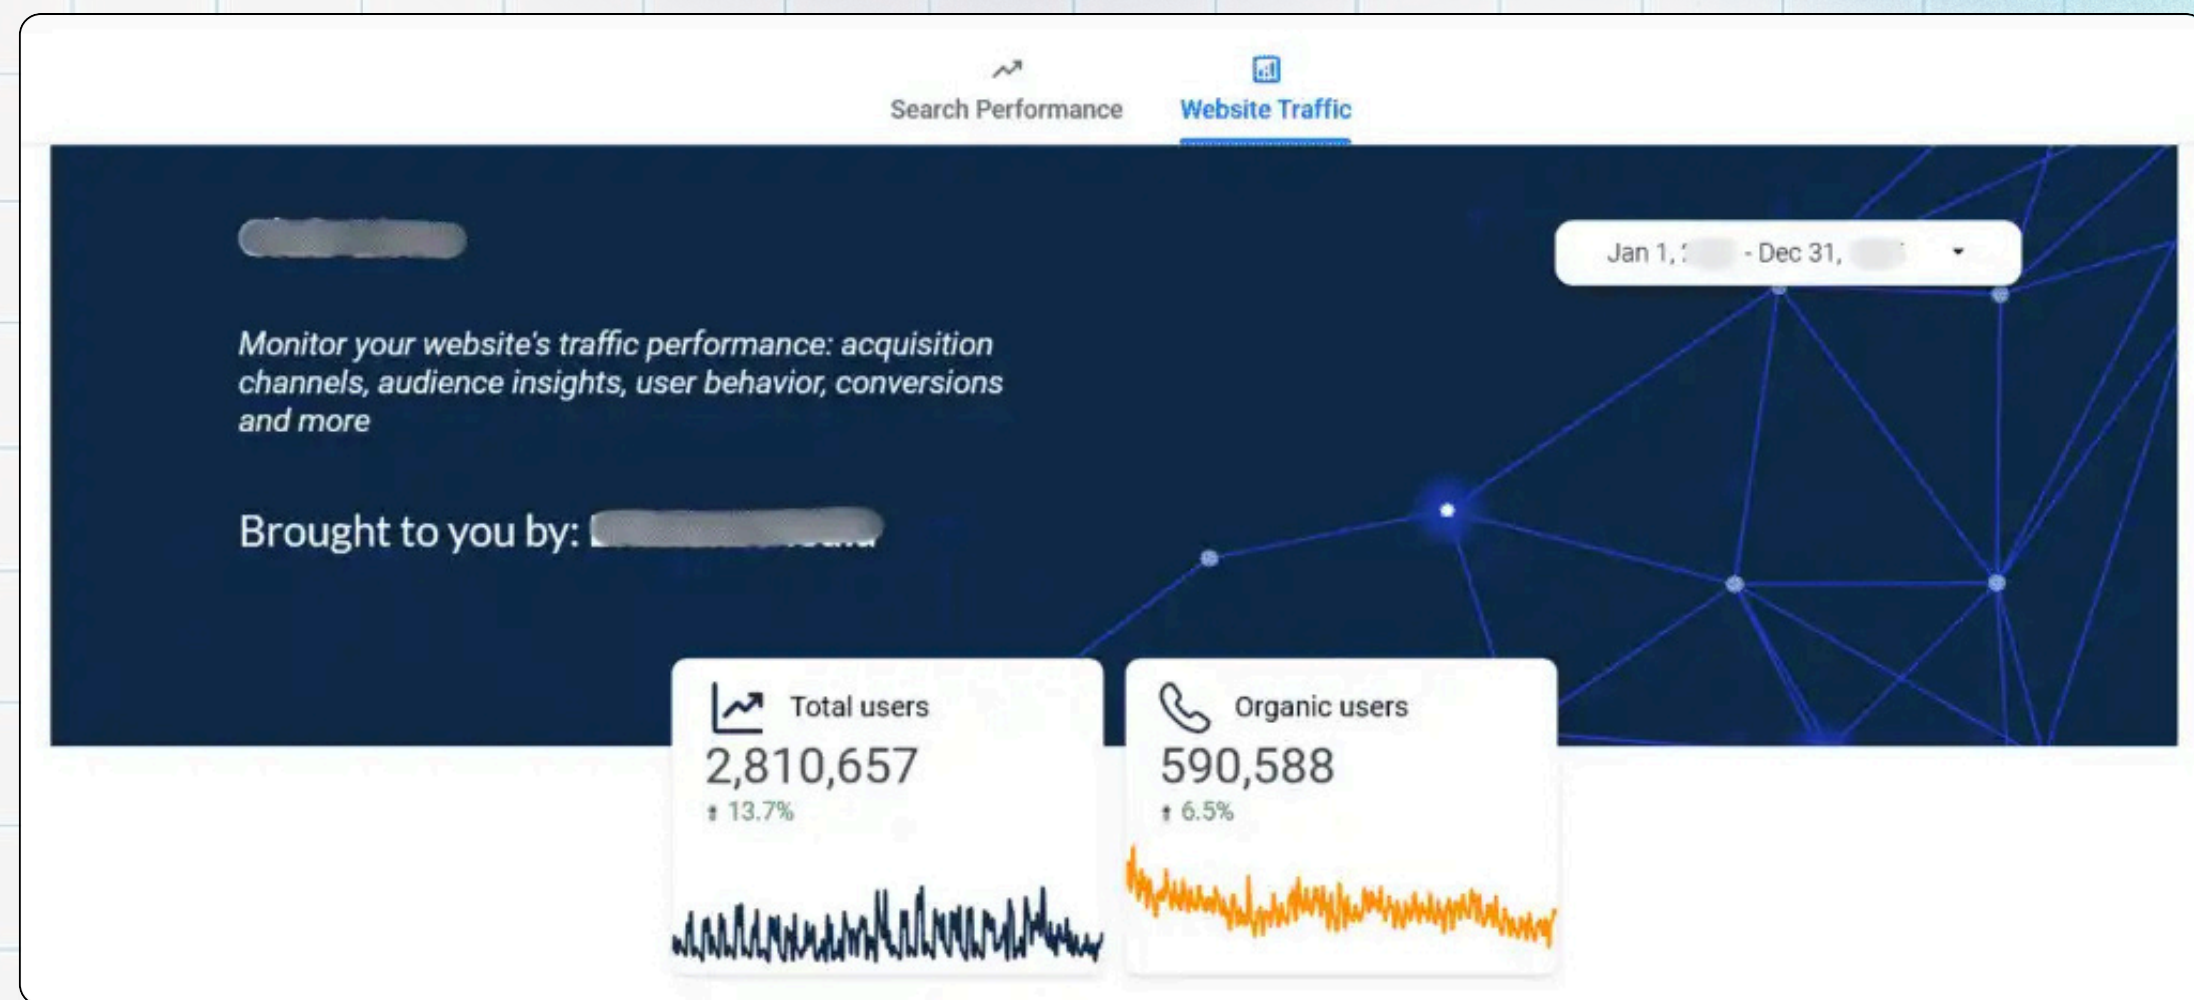 Search Performance
Website Traffic
Jan 1, - Dec 31,
Monitor your website's traffic performance: acquisition
channels, audience insights, user behavior, conversions
and more
Brought to you by:
Total users
2,810,657
13.7%
Organic users
590,588
6.5%